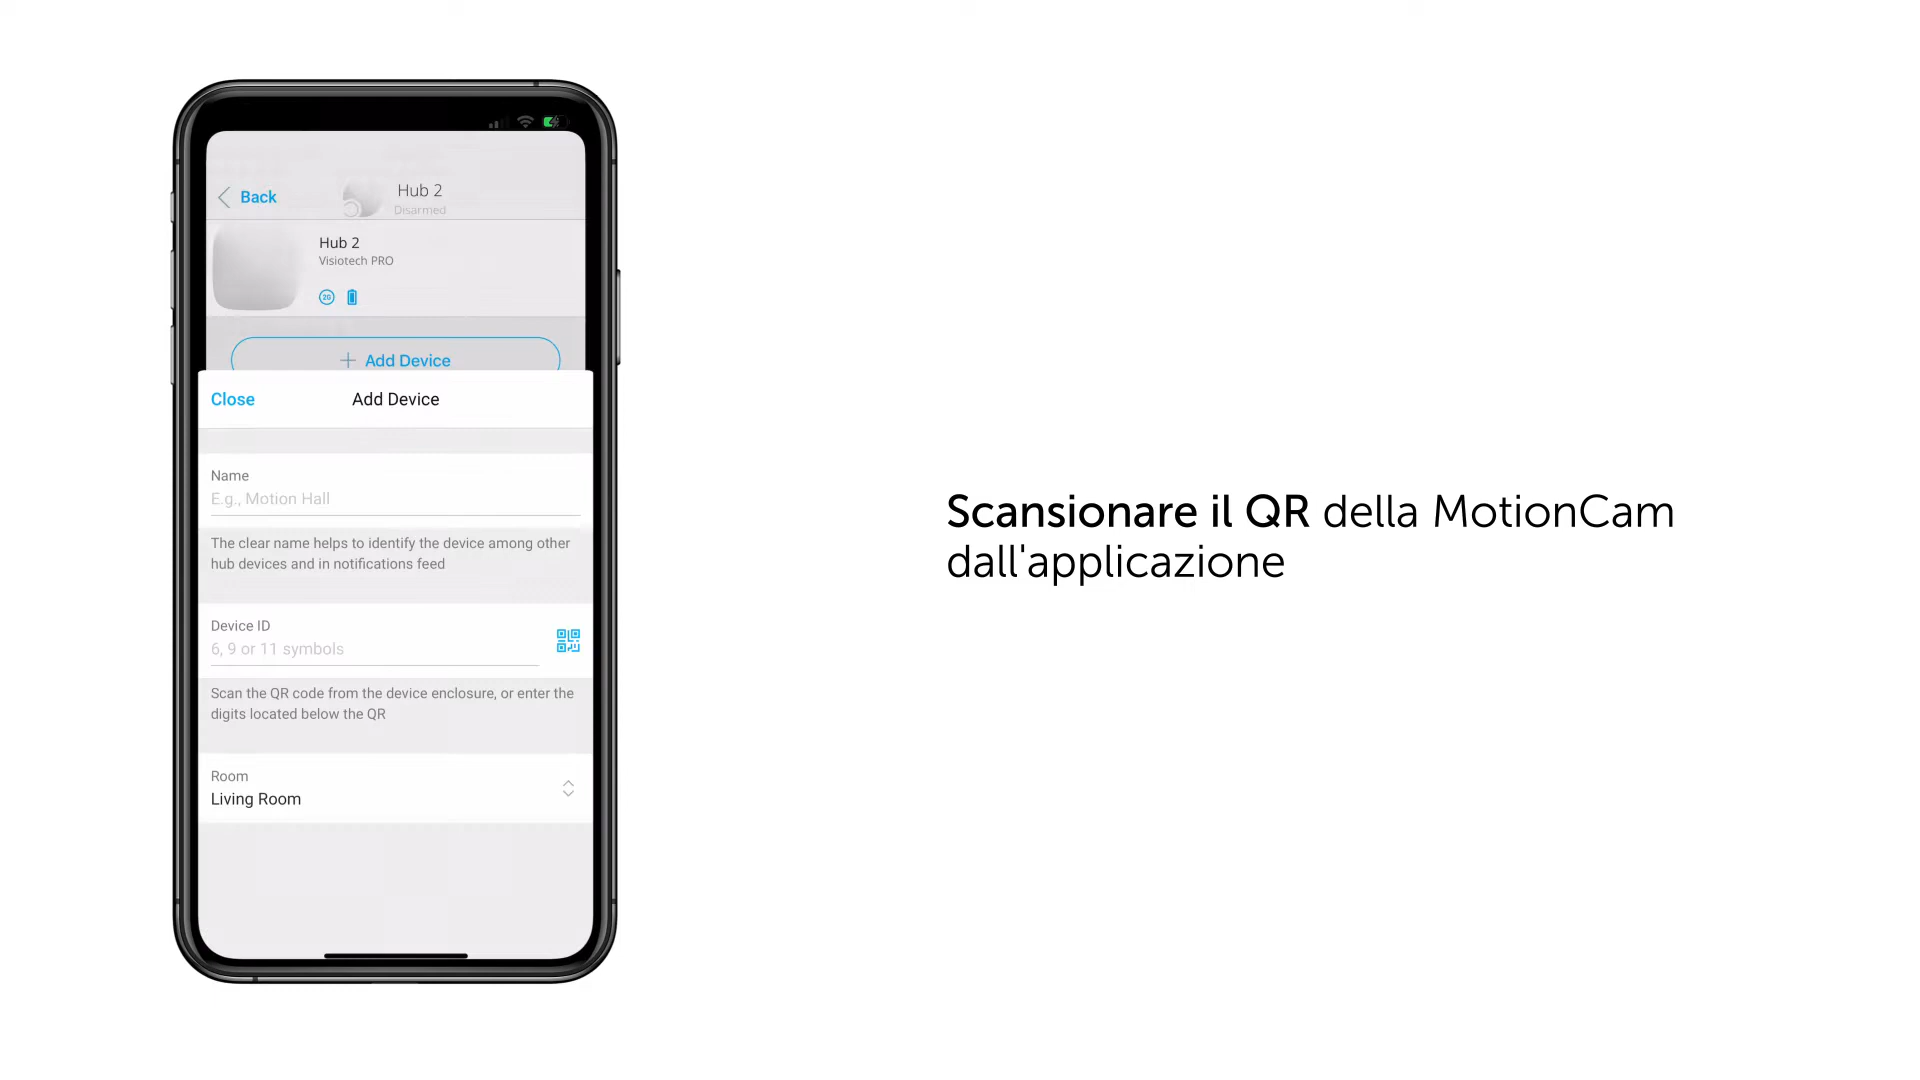 Back
Hub 2
Disarmed
Hub 2
Visiotech PRO
2G
+ Add Device
Close
Add Device
Name
E.g., Motion Hall
The clear name helps to identify the device among other
hub devices and in notifications feed
Device ID
6, 9 or 11 symbols
Scan the QR code from the device enclosure, or enter the
digits located below the QR
Room
Living Room
Scansionare il QR della MotionCam
dall'applicazione